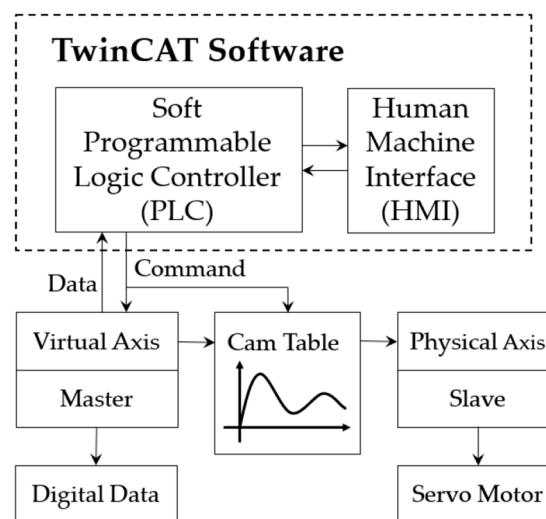 TwinCAT Software
Soft
Programmable
Logic Controller
(PLC)
Human
Machine
Interface
(HMI)
Command
Data
Virtual Axis
Master
Digital Data
Cam Table
Physical Axis
Slave
Servo Motor